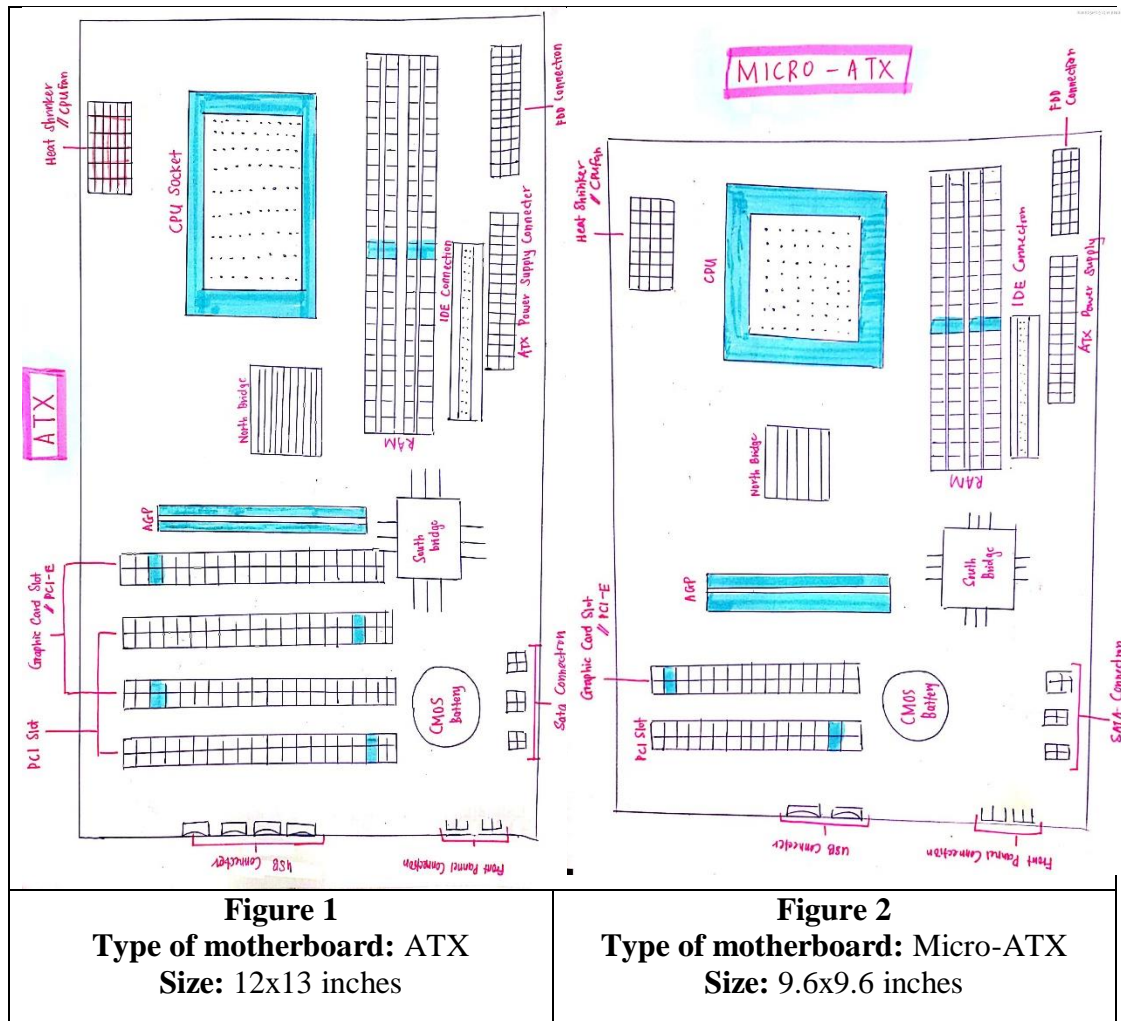 ATX
Heat Shrinker
// CPU Fan
CPU Socket
FDD Connection
ATX Power Supply Connecter
IDE Connection
RAM
North Bridge
South
bridge
AGP
Graphic Card Slot
// PCI-E
PCI Slot
CMOS
Battery
Sata Connection
USB Connecter
Front Pannel Connection
MICRO-ATX
Heat Shrinker
// CPU Fan
CPU
FDD
Connection
ATX Power Supply
IDE Connection
RAM
North Bridge
South
Bridge
AGP
Graphic Card Slot
// PCI-E
PCI Slot
CMOS
Battery
SATA Connection
USB Connecter
Front Pannel Connection
Figure 1
Type of motherboard: ATX
Size: 12x13 inches
Figure 2
Type of motherboard: Micro-ATX
Size: 9.6x9.6 inches